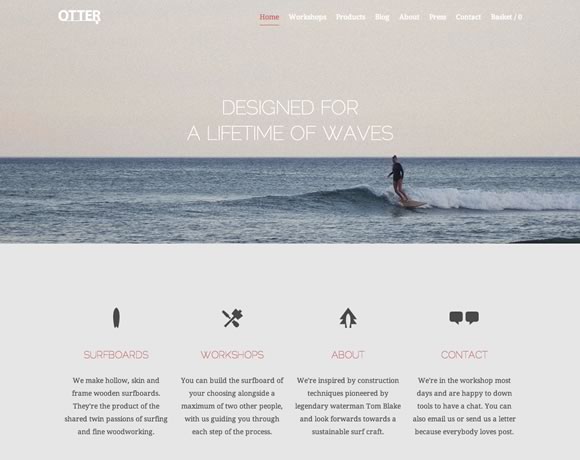 OTTER
Home Workshops Products Blog About Press Contact Basket / 0
DESIGNED FOR
A LIFETIME OF WAVES
SURFBOARDS
We make hollow, skin and
frame wooden surfboards.
They're the product of the
shared twin passions of surfing
and fine woodworking.
WORKSHOPS
You can build the surfboard of
your choosing alongside a
maximum of two other people,
with us guiding you through
each step of the process.
ABOUT
We're inspired by construction
techniques pioneered by
legendary waterman Tom Blake
and look forwards towards a
sustainable surf craft.
CONTACT
We're in the workshop most
days and are happy to down
tools to have a chat. You can
also email us or send us a letter
because everybody loves post.